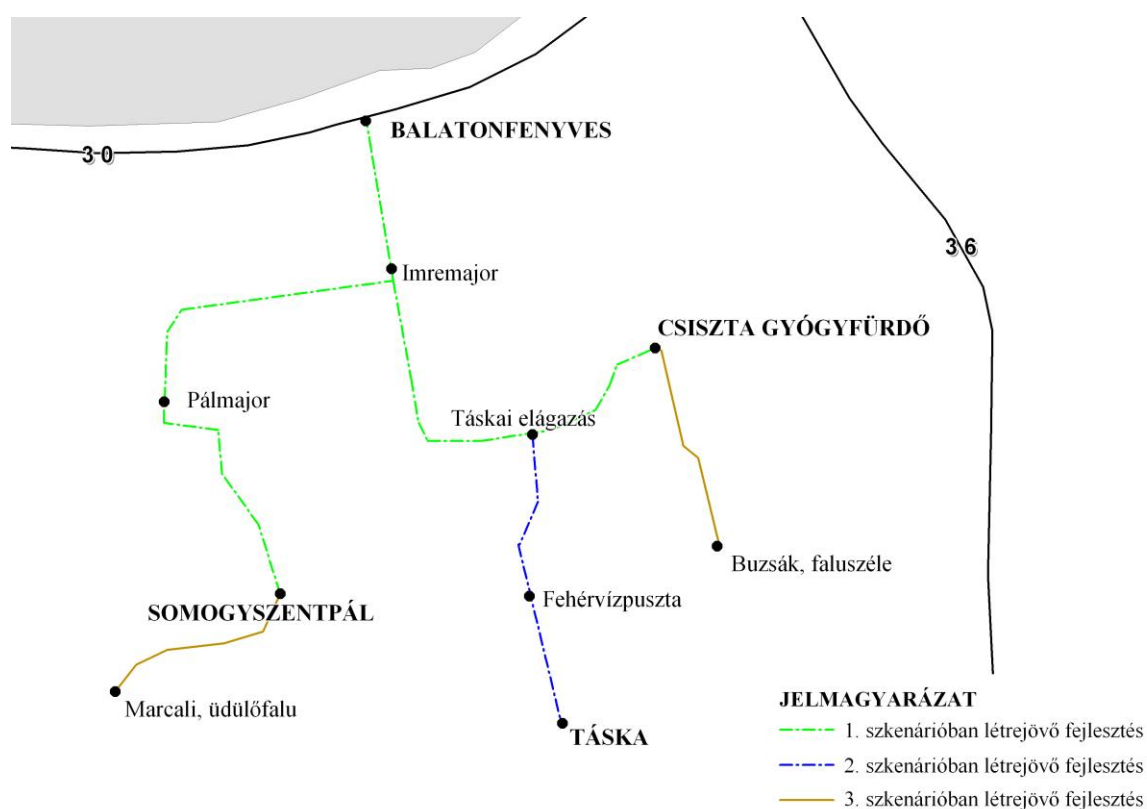 BALATONFENYVES
30
36
Imremajor
CSISZTA GYÓGYFÜRDŐ
Pálmajor
Táskai elágazás
Buzsák, faluszéle
Fehérvízpuszta
SOMOGYSZENTPÁL
Marcali, üdülőfalu
TÁSKA
JELMAGYARÁZAT
1. szkenárióban létrejövő fejlesztés
2. szkenárióban létrejövő fejlesztés
3. szkenárióban létrejövő fejlesztés